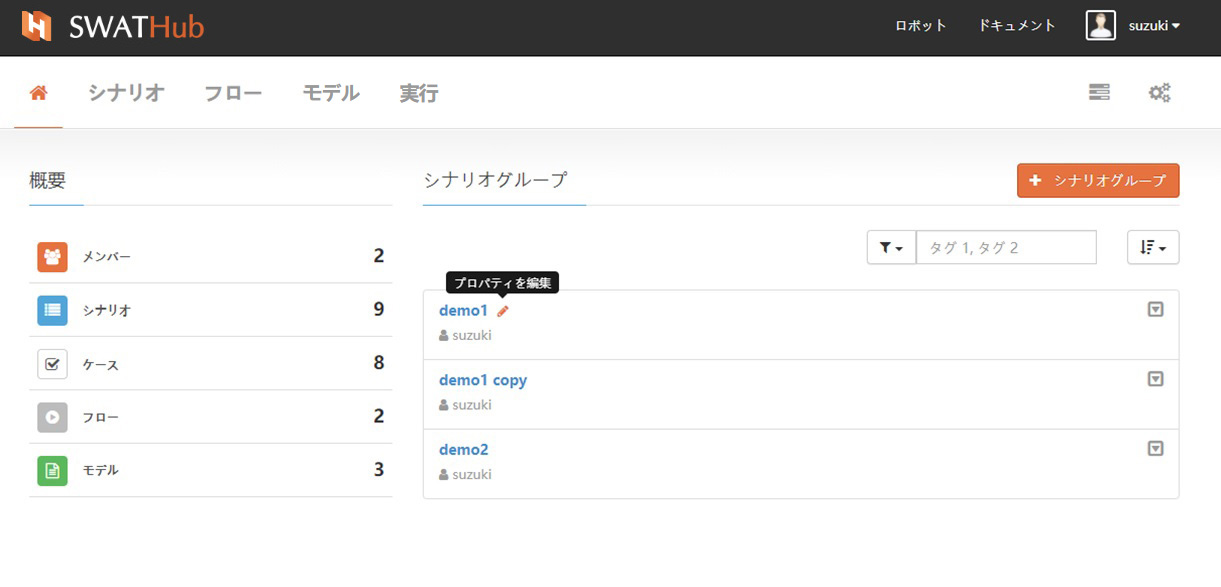 SWATHub
ロボット ドキュメント suzuki
シナリオ フロー モデル 実行
概要
メンバー 2
シナリオ 9
ケース 8
フロー 2
モデル 3
シナリオグループ
シナリオグループ
タグ 1, タグ 2
プロパティを編集
demo1
suzuki
demo1 copy
suzuki
demo2
suzuki